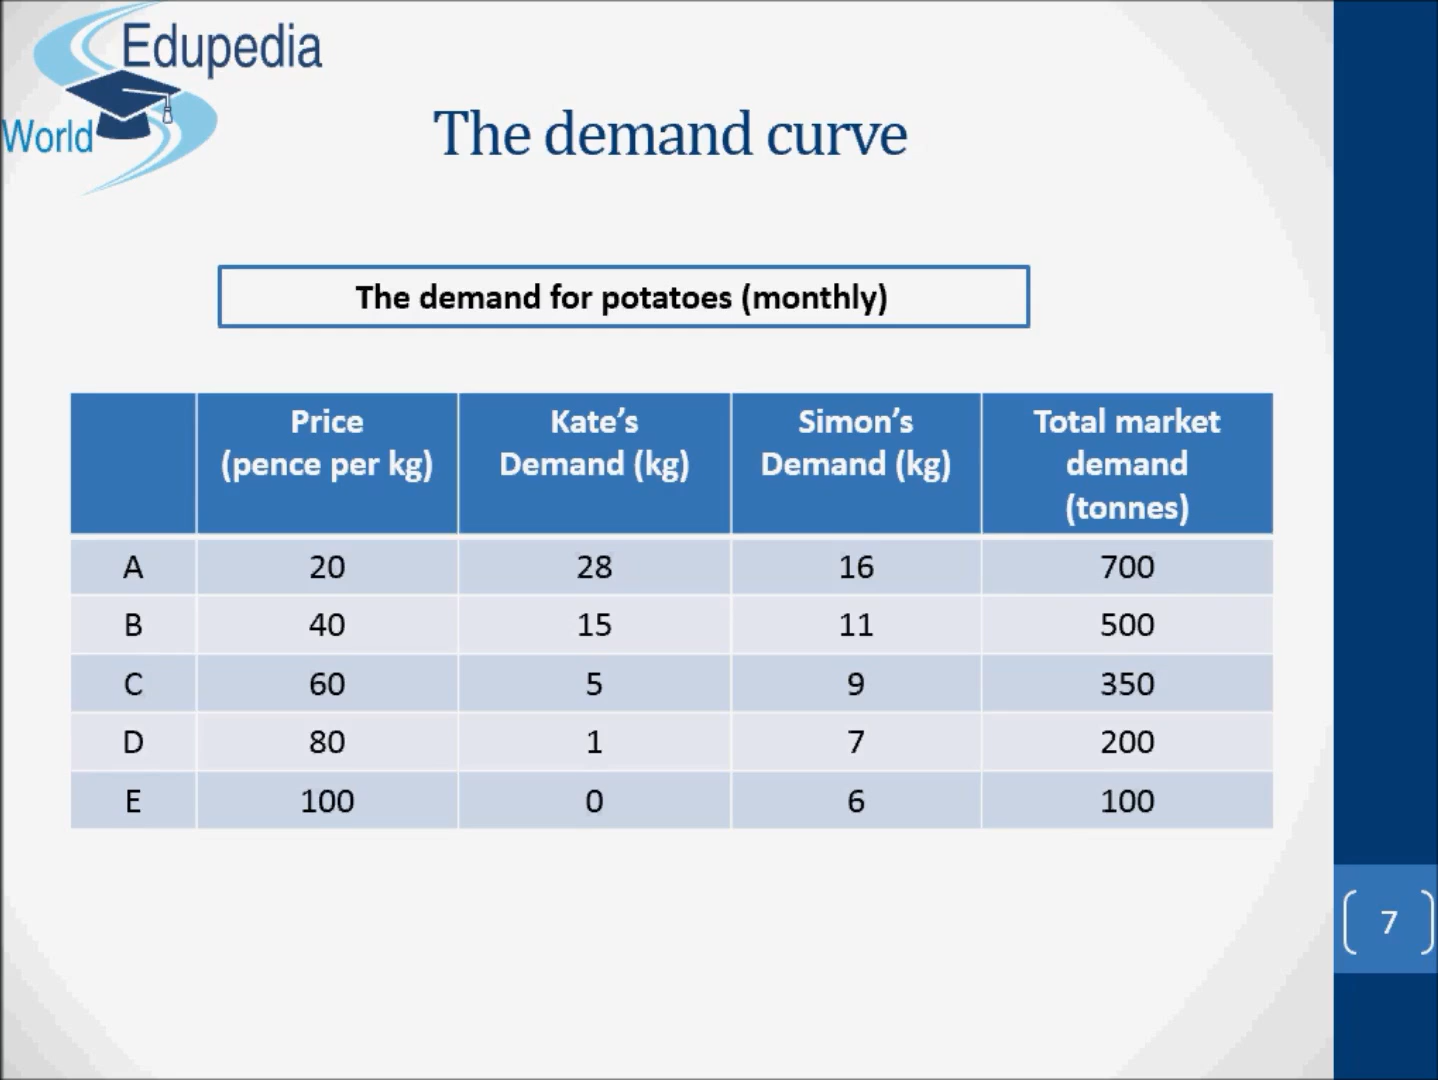 Edupedia
World
The demand curve
The demand for potatoes (monthly)
Price Kate’s Simon’s Total market
(pence per kg) Demand (kg) Demand (kg) demand
(tonnes)
A 20 28 16 700
B 40 15 11 500
C 60 5 9 350
D 80 1 7 200
E 100 0 6 100
7